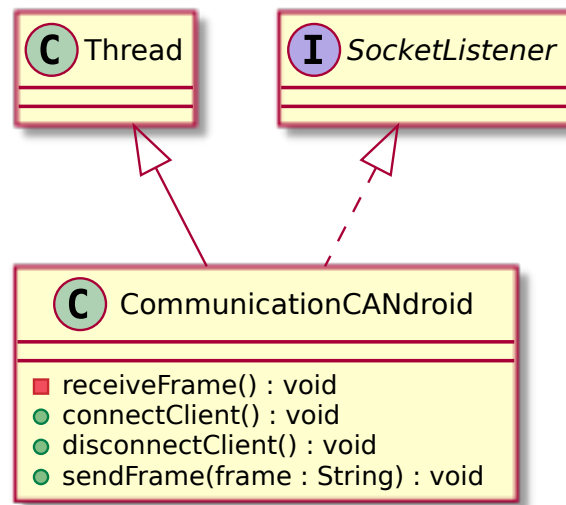 C Thread
I SocketListener
C CommunicationCANdroid
receiveFrame() : void
connectClient() : void
disconnectClient() : void
sendFrame(frame : String) : void